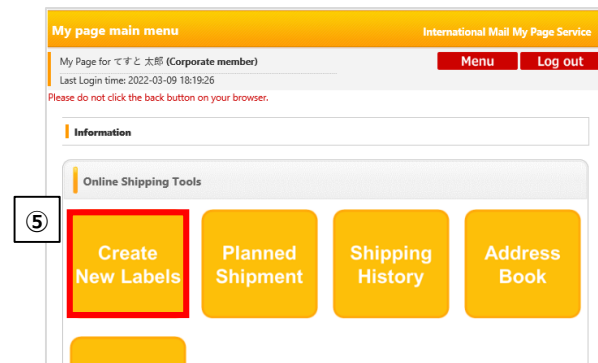 My page main menu
International Mail My Page Service
My Page for てすと 太郎 (Corporate member)
Menu
Log out
Last Login time: 2022-03-09 18:19:26
Please do not click the back button on your browser.
Information
Online Shipping Tools
⑤
Create
New Labels
Planned
Shipment
Shipping
History
Address
Book